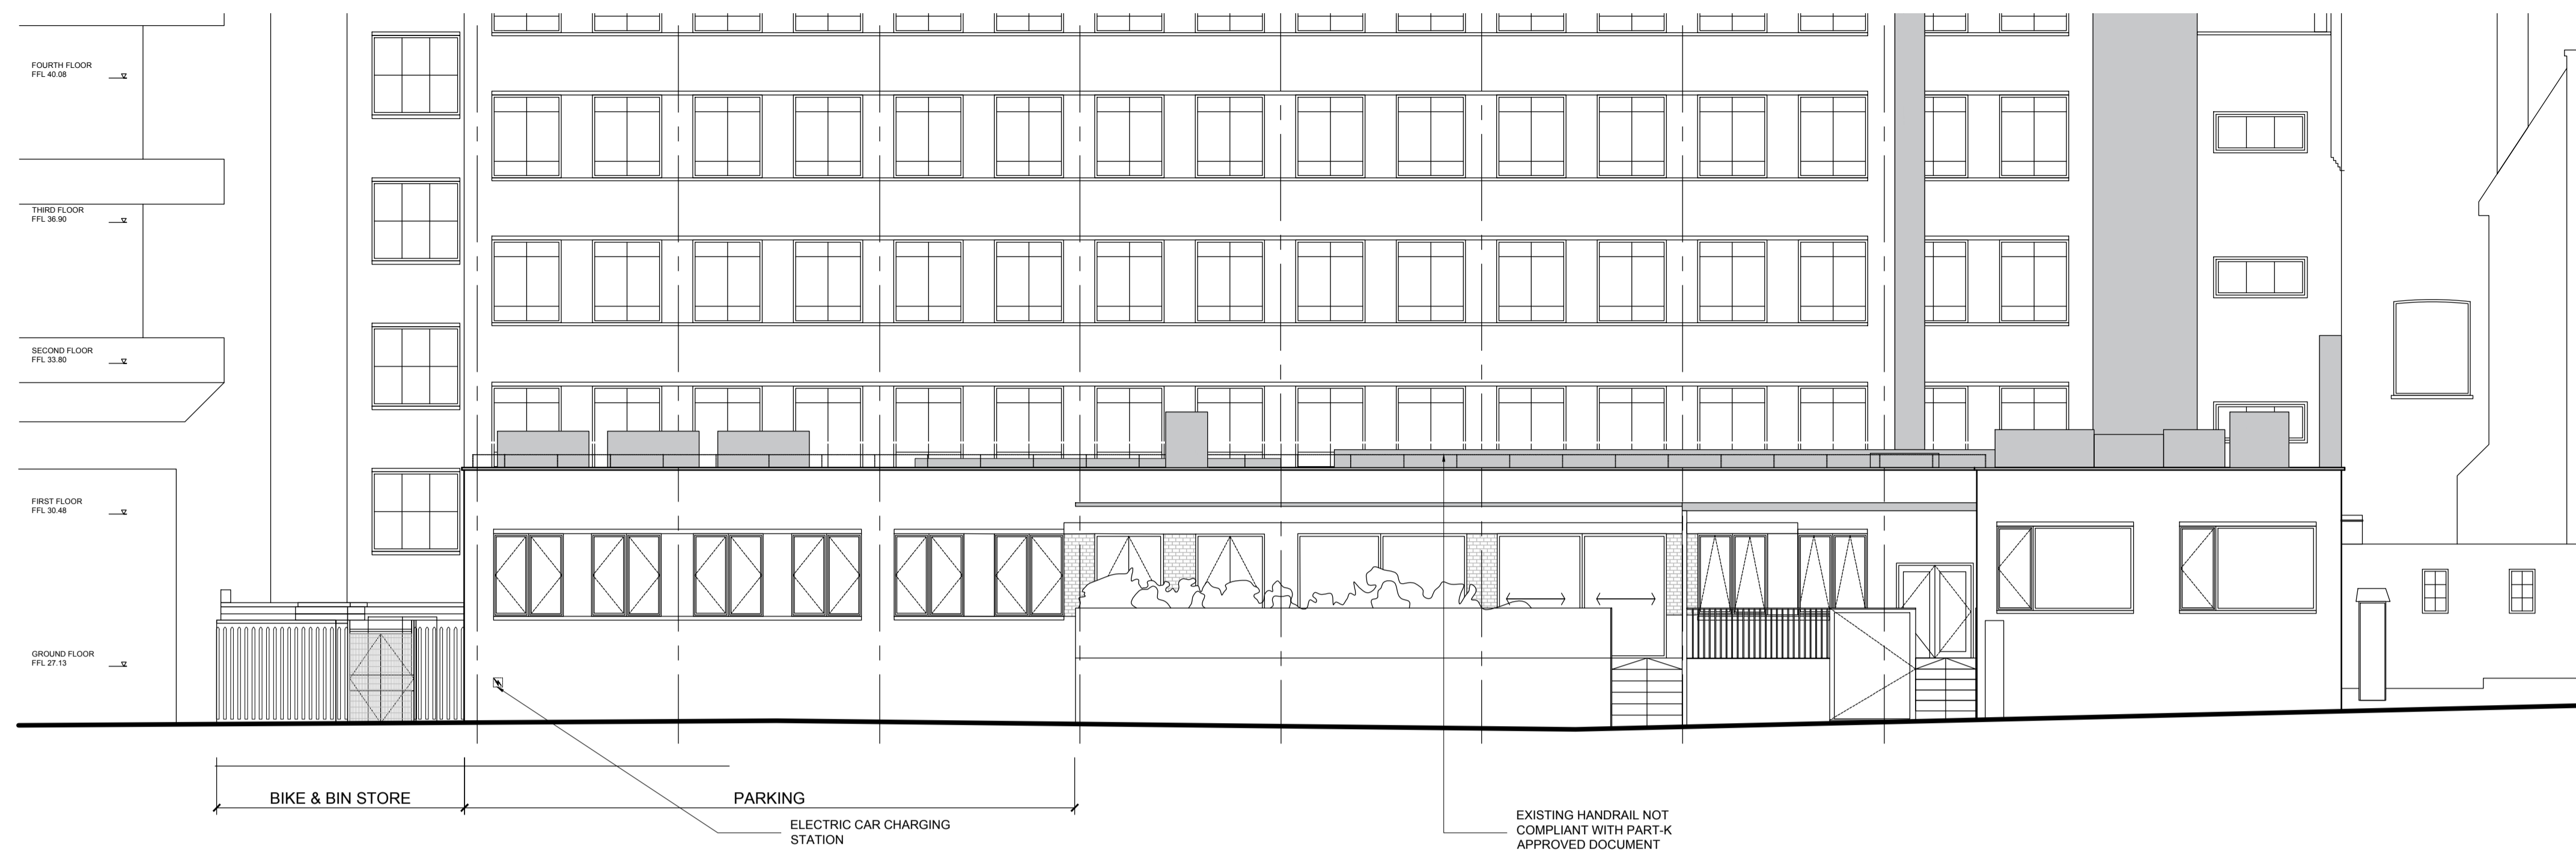 FOURTH FLOOR
FFL 40.08
THIRD FLOOR
FFL 36.90
SECOND FLOOR
FFL 33.80
FIRST FLOOR
FFL 30.48
GROUND FLOOR
FFL 27.13
BIKE & BIN STORE
PARKING
ELECTRIC CAR CHARGING
STATION
EXISTING HANDRAIL NOT
COMPLIANT WITH PART-K
APPROVED DOCUMENT